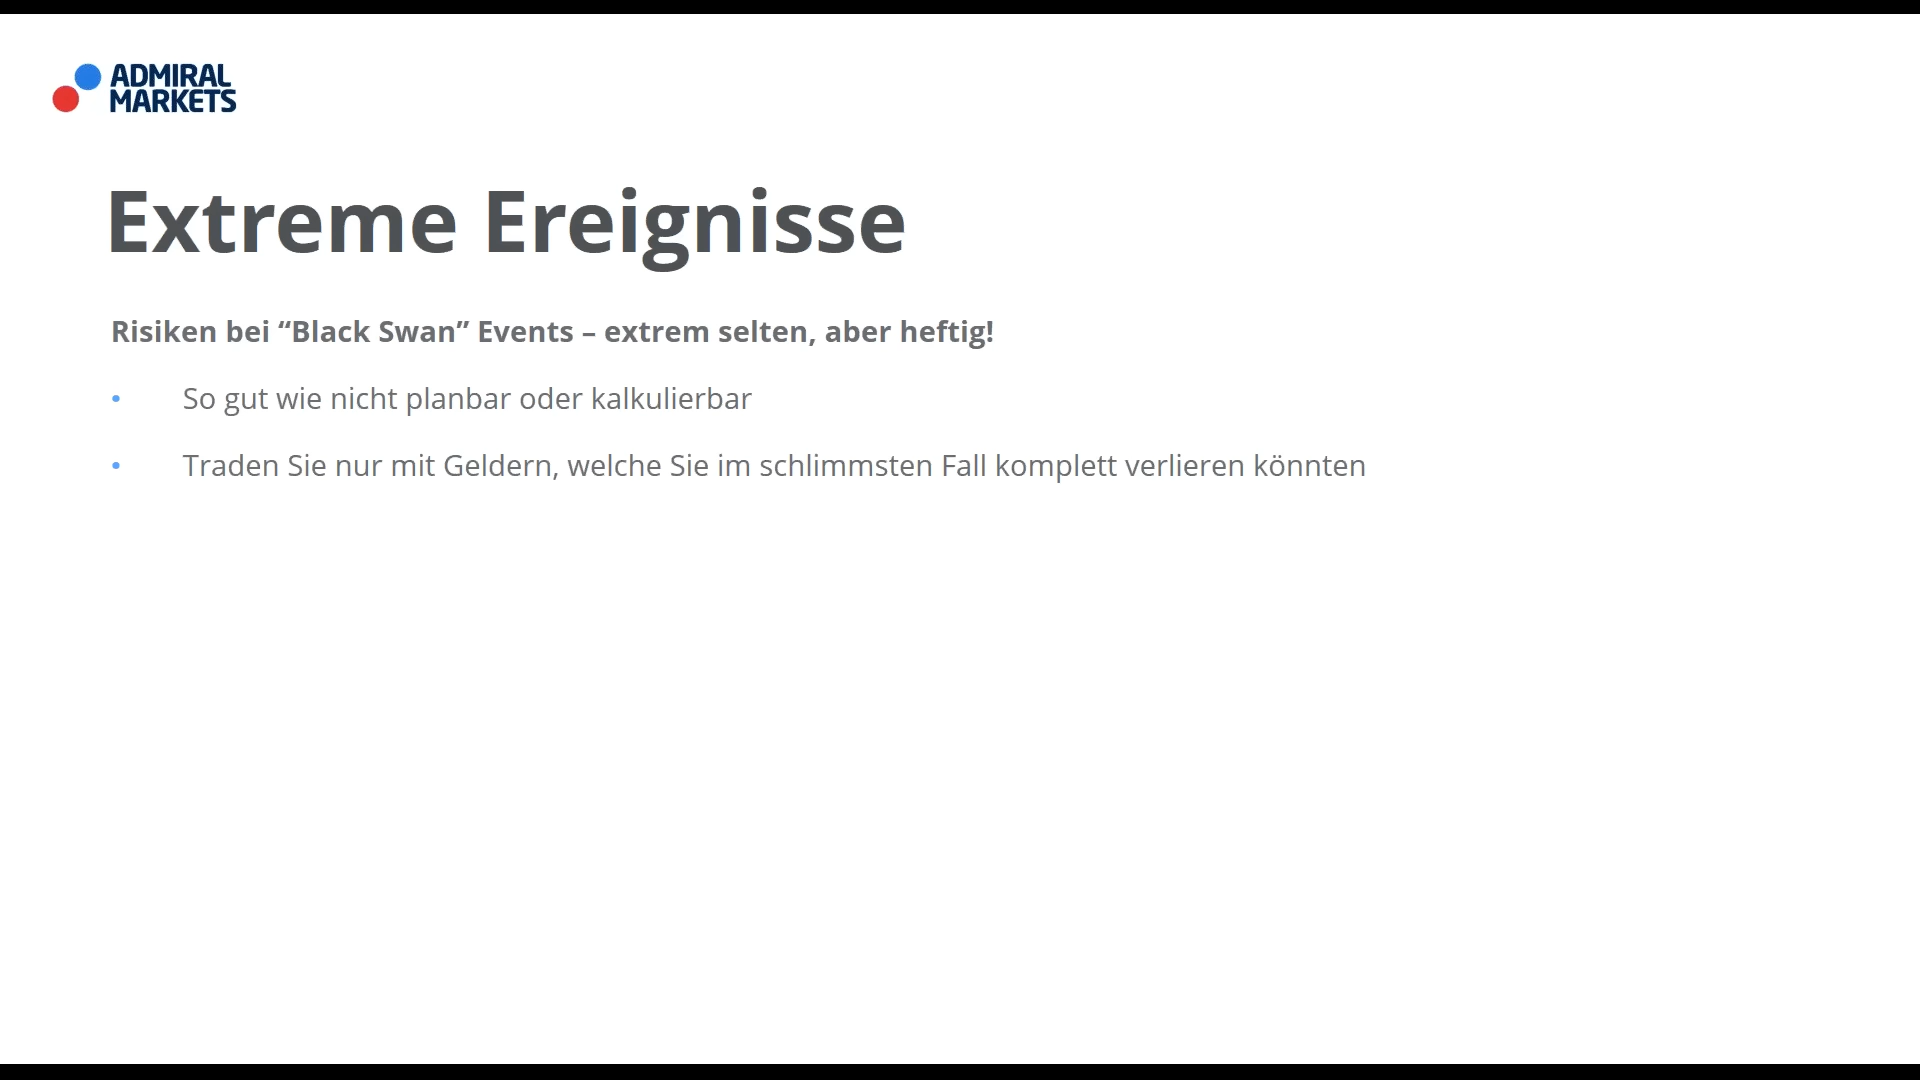 ADMIRAL
MARKETS
Extreme Ereignisse
Risiken bei “Black Swan” Events – extrem selten, aber heftig!
• So gut wie nicht planbar oder kalkulierbar
• Traden Sie nur mit Geldern, welche Sie im schlimmsten Fall komplett verlieren könnten